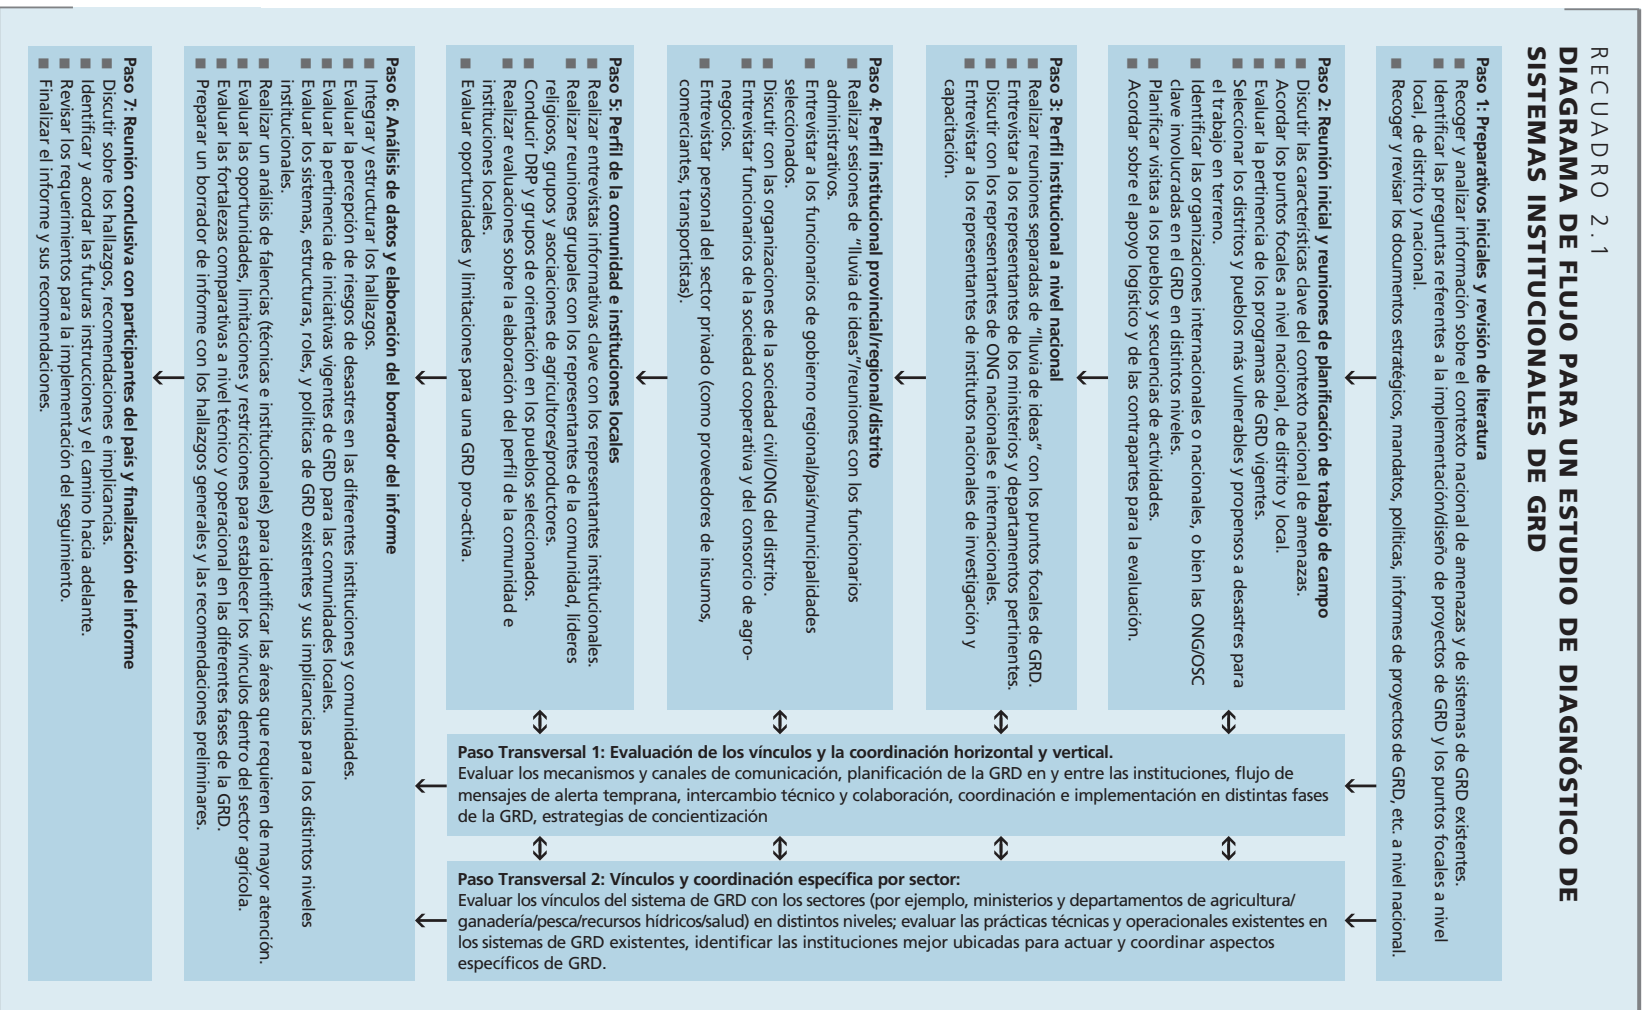 RECUADRO 2.1
DIAGRAMA DE FLUJO PARA UN ESTUDIO DE DIAGNÓSTICO DE
SISTEMAS INSTITUCIONALES DE GRD
Paso 1: Preparativos iniciales y revisión de literatura
■ Recoger y analizar información sobre el contexto nacional de amenazas y de sistemas de GRD existentes.
■ Identificar las preguntas referentes a la implementación/diseño de proyectos de GRD y los puntos focales a nivel
local, de distrito y nacional.
■ Recoger y revisar los documentos estratégicos, mandatos, políticas, informes de proyectos de GRD, etc. a nivel nacional.
Paso 2: Reunión inicial y reuniones de planificación de trabajo de campo
■ Discutir las características clave del contexto nacional de amenazas.
■ Acordar los puntos focales a nivel nacional, de distrito y local.
■ Evaluar la pertinencia de los programas de GRD vigentes.
■ Seleccionar los distritos y pueblos más vulnerables y propensos a desastres para
el trabajo en terreno.
■ Identificar las organizaciones internacionales o nacionales, o bien las ONG/OSC
clave involucradas en el GRD en distintos niveles.
■ Planificar visitas a los pueblos y secuencias de actividades.
■ Acordar sobre el apoyo logístico y de las contrapartes para la evaluación.
Paso 3: Perfil institucional a nivel nacional
■ Realizar reuniones separadas de “lluvia de ideas” con los puntos focales de GRD.
■ Entrevistar a los representantes de los ministerios y departamentos pertinentes.
■ Discutir con los representantes de ONG nacionales e internacionales.
■ Entrevistar a los representantes de institutos nacionales de investigación y
capacitación.
Paso 4: Perfil institucional provincial/regional/distrito
■ Realizar sesiones de “lluvia de ideas”/reuniones con los funcionarios
administrativos.
■ Entrevistar a los funcionarios de gobierno regional/país/municipalidades
seleccionados.
■ Discutir con las organizaciones de la sociedad civil/ONG del distrito.
■ Entrevistar funcionarios de la sociedad cooperativa y del consorcio de agro-
negocios.
■ Entrevistar personal del sector privado (como proveedores de insumos,
comerciantes, transportistas).
Paso 5: Perfil de la comunidad e instituciones locales
■ Realizar entrevistas informativas clave con los representantes institucionales.
■ Realizar reuniones grupales con los representantes de la comunidad, líderes
religiosos, grupos y asociaciones de agricultores/productores.
■ Conducir DRP y grupos de orientación en los pueblos seleccionados.
■ Realizar evaluaciones sobre la elaboración del perfil de la comunidad e
instituciones locales.
■ Evaluar oportunidades y limitaciones para una GRD pro-activa.
Paso Transversal 1: Evaluación de los vínculos y la coordinación horizontal y vertical.
Evaluar los mecanismos y canales de comunicación, planificación de la GRD en y entre las instituciones, flujo de
mensajes de alerta temprana, intercambio técnico y colaboración, coordinación e implementación en distintas fases
de la GRD, estrategias de concientización
Paso Transversal 2: Vínculos y coordinación específica por sector:
Evaluar los vínculos del sistema de GRD con los sectores (por ejemplo, ministerios y departamentos de agricultura/
ganadería/pesca/recursos hídricos/salud) en distintos niveles; evaluar las prácticas técnicas y operacionales existentes en
los sistemas de GRD existentes, identificar las instituciones mejor ubicadas para actuar y coordinar aspectos
específicos de GRD.
Paso 6: Análisis de datos y elaboración del borrador del informe
■ Integrar y estructurar los hallazgos.
■ Evaluar la percepción de riesgos de desastres en las diferentes instituciones y comunidades.
■ Evaluar la pertinencia de iniciativas vigentes de GRD para las comunidades locales.
■ Evaluar los sistemas, estructuras, roles, y políticas de GRD existentes y sus implicancias para los distintos niveles
institucionales.
■ Realizar un análisis de falencias (técnicas e institucionales) para identificar las áreas que requieren de mayor atención.
■ Evaluar las oportunidades, limitaciones y restricciones para establecer los vínculos dentro del sector agrícola.
■ Evaluar las fortalezas comparativas a nivel técnico y operacional en las diferentes fases de la GRD.
■ Preparar un borrador de informe con los hallazgos generales y las recomendaciones preliminares.
Paso 7: Reunión conclusiva con participantes del país y finalización del informe
■ Discutir sobre los hallazgos, recomendaciones e implicancias.
■ Identificar y acordar las futuras instrucciones y el camino hacia adelante.
■ Revisar los requerimientos para la implementación del seguimiento.
■ Finalizar el informe y sus recomendaciones.